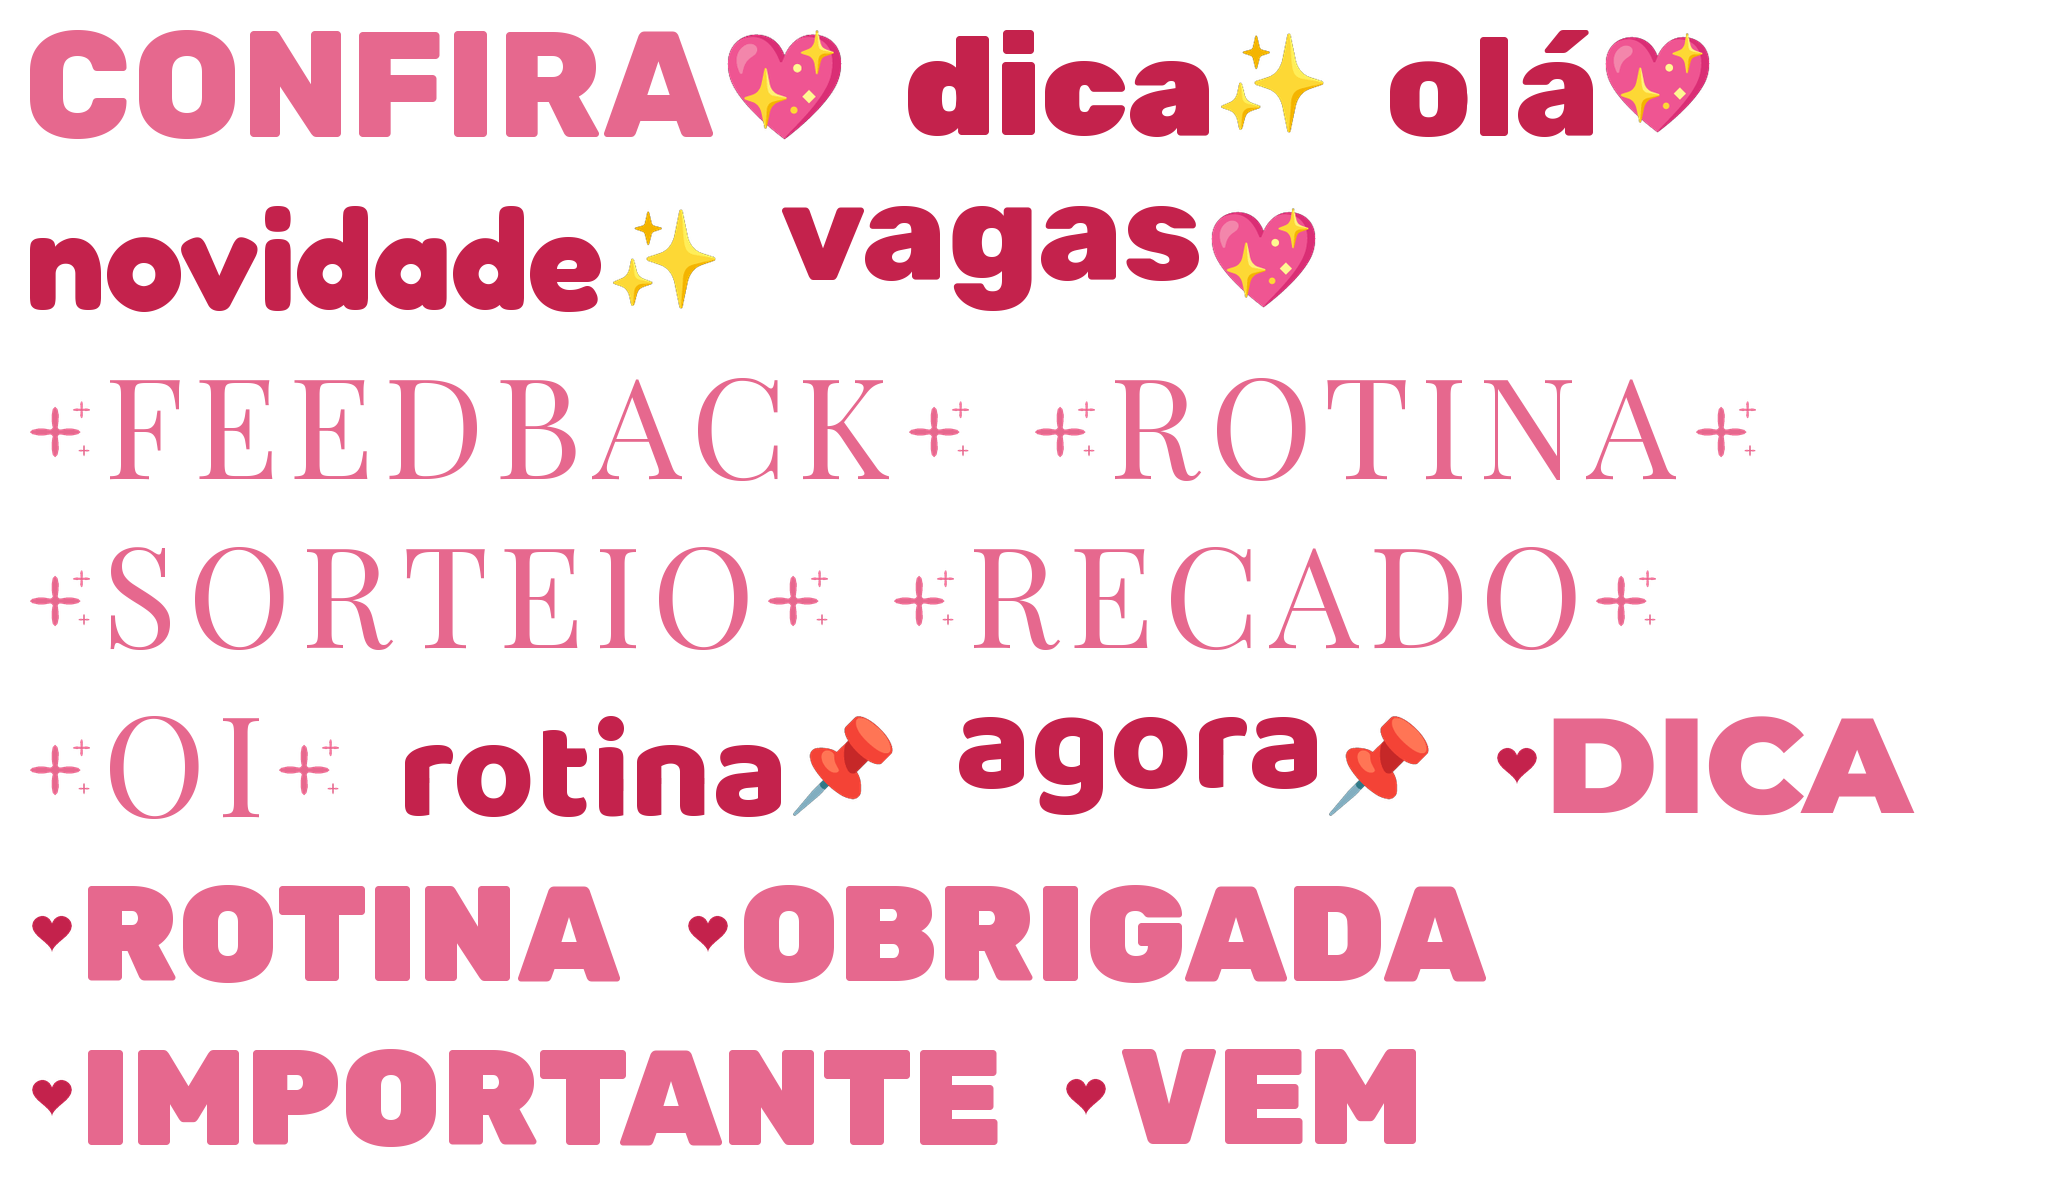 CONFIRA💖 dica✨ olá💖
novidade✨ vagas💖
FEEDBACK ROTINA
SORTEIO RECADO
OI rotina📌 agora📌 ♥DICA
♥ROTINA ♥OBRIGADA
♥IMPORTANTE ♥VEM